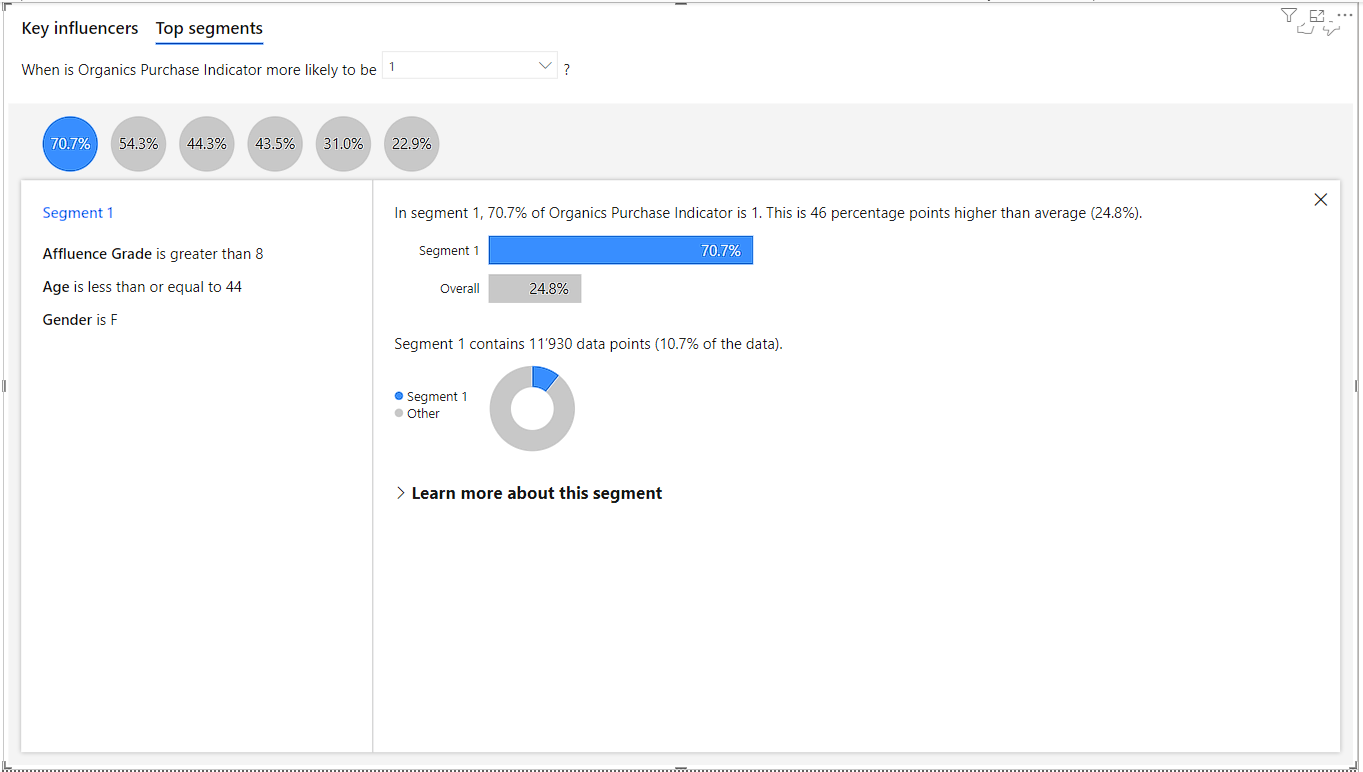 Key influencers Top segments
When is Organics Purchase Indicator more likely to be 1 ?
70.7% 54.3% 44.3% 43.5% 31.0% 22.9%
Segment 1
Affluence Grade is greater than 8
Age is less than or equal to 44
Gender is F
In segment 1, 70.7% of Organics Purchase Indicator is 1. This is 46 percentage points higher than average (24.8%).
Segment 1 70.7%
Overall 24.8%
Segment 1 contains 11'930 data points (10.7% of the data).
Segment 1
Other
Learn more about this segment